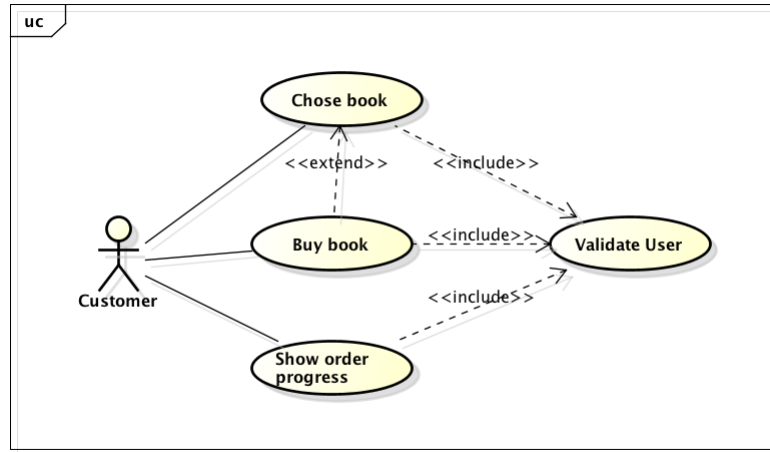 uc
Chose book
<<extend>>
<<include>>
Buy book
<<include>>
Validate User
Customer
<<include>>
Show order
progress